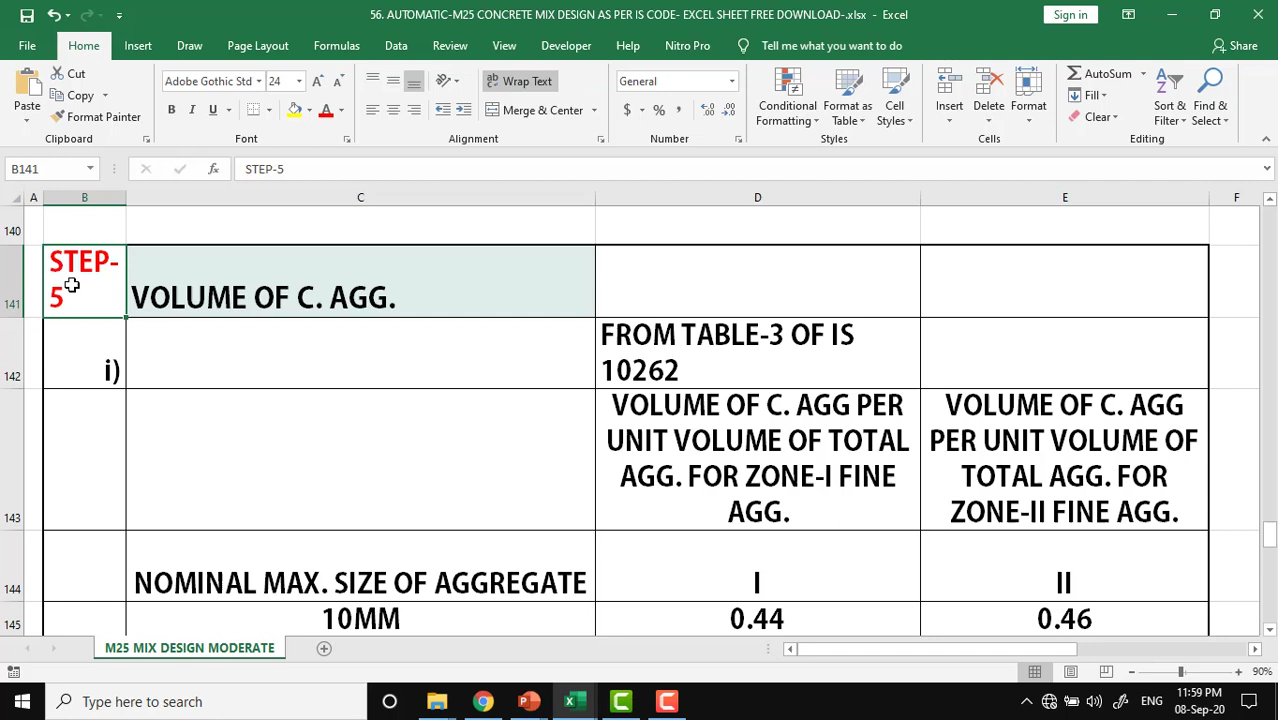 56. AUTOMATIC-M25 CONCRETE MIX DESIGN AS PER IS CODE- EXCEL SHEET FREE DOWNLOAD-.xlsx - Excel
Sign in
File Home Insert Draw Page Layout Formulas Data Review View Developer Help Nitro Pro Tell me what you want to do Share
Paste
Cut
Copy
Format Painter
Clipboard
Adobe Gothic Std 24
B I U
Font
Wrap Text
Merge & Center
Alignment
General
$ % ,
Number
Conditional Formatting
Format as Table
Cell Styles
Styles
Insert Delete Format
Cells
AutoSum
Fill
Clear
Sort & Filter
Find & Select
Editing
B141 fx STEP-5
A B C D E F
140
141 STEP-
5 VOLUME OF C. AGG.
142 i) FROM TABLE-3 OF IS
10262
143 VOLUME OF C. AGG PER
UNIT VOLUME OF TOTAL
AGG. FOR ZONE-I FINE
AGG.
VOLUME OF C. AGG
PER UNIT VOLUME OF
TOTAL AGG. FOR
ZONE-II FINE AGG.
144 NOMINAL MAX. SIZE OF AGGREGATE I II
145 10MM 0.44 0.46
M25 MIX DESIGN MODERATE
90%
Type here to search
ENG
11:59 PM
08-Sep-20